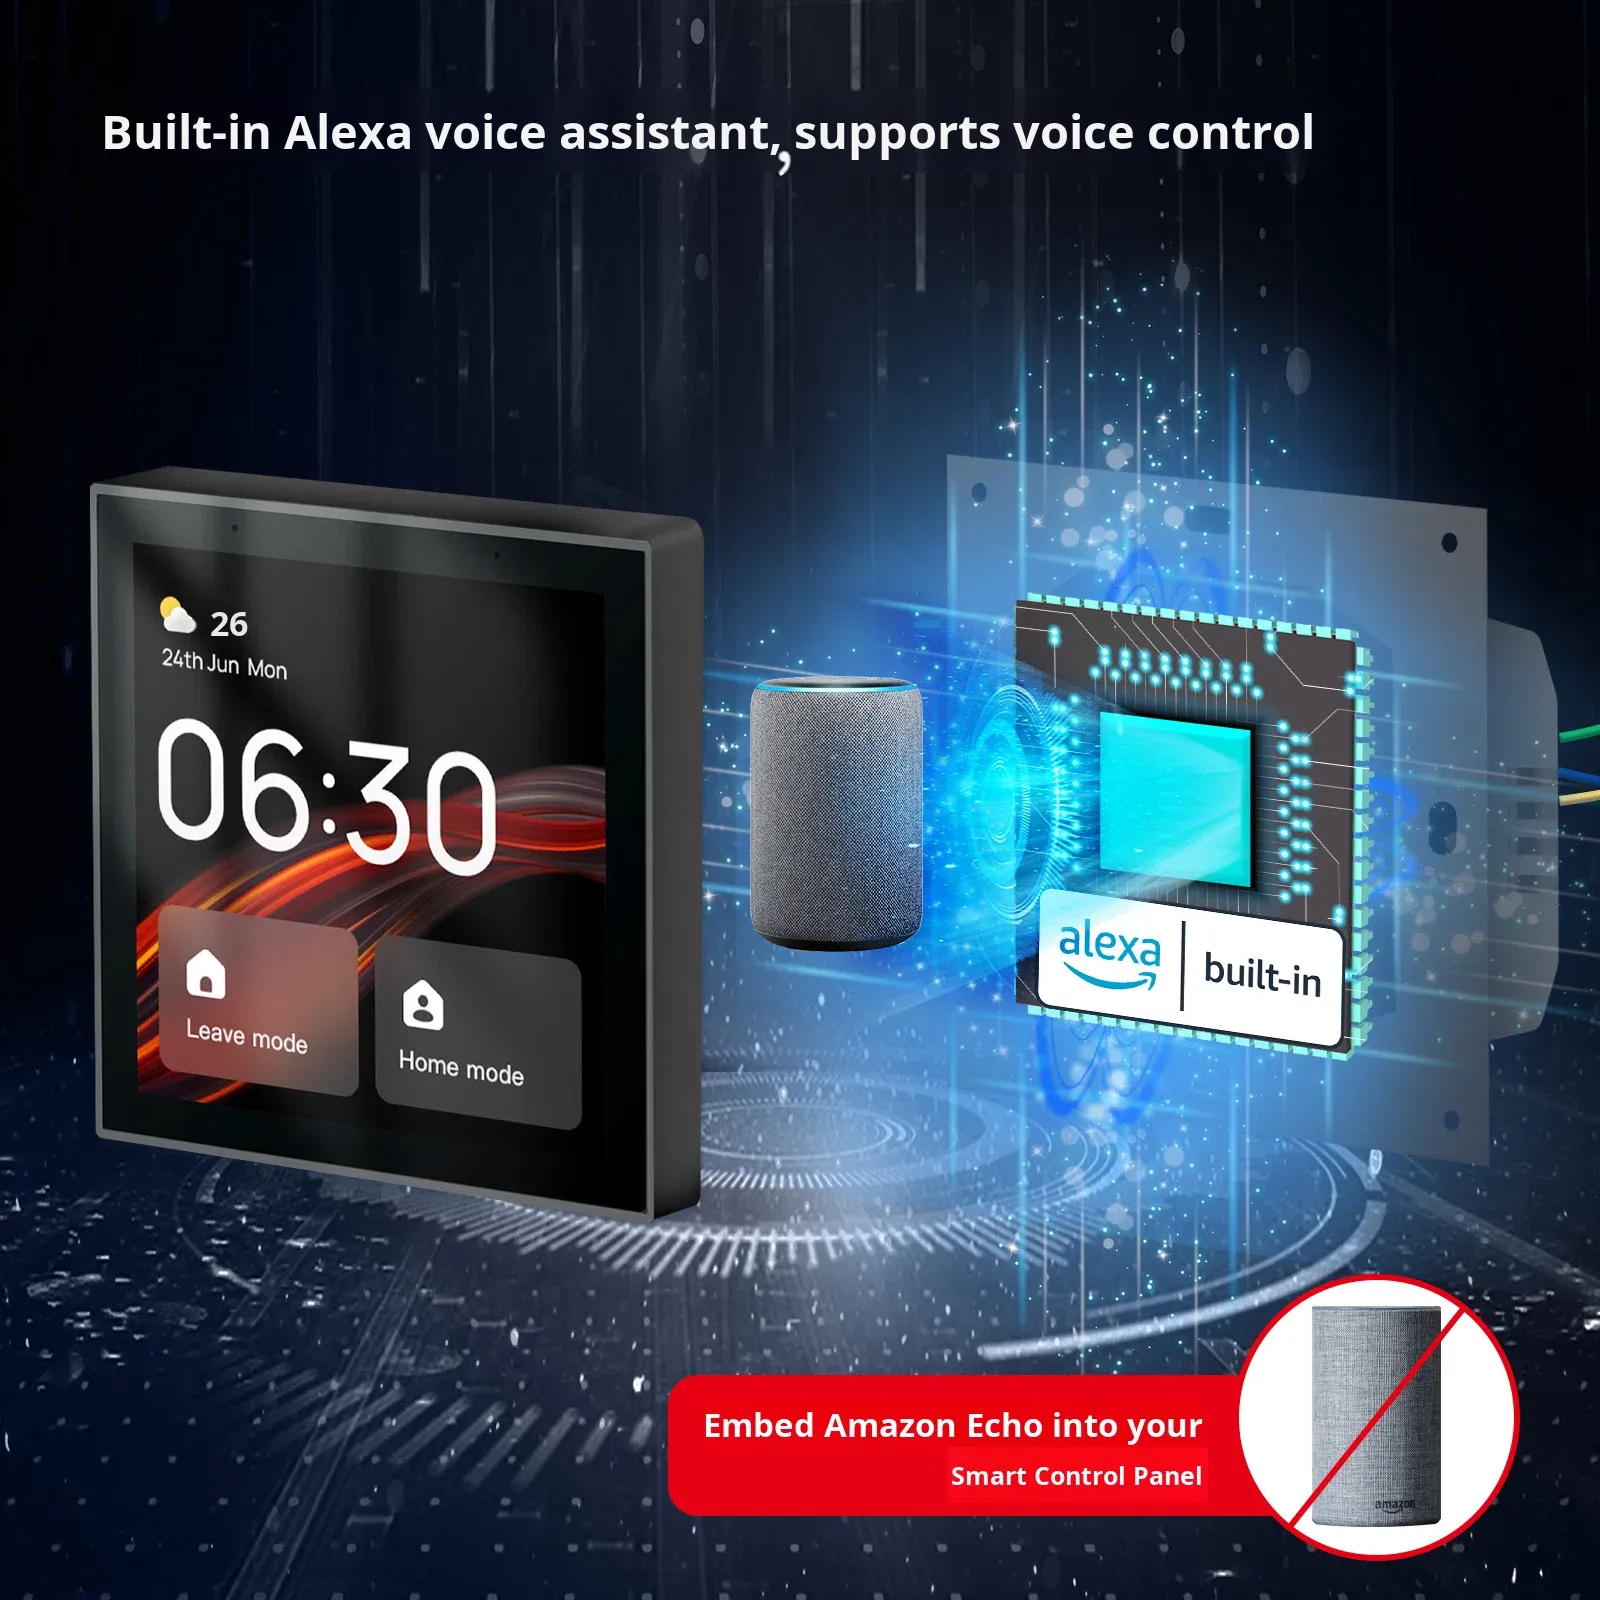 Built-in Alexa voice assistant, supports voice control
26
24th Jun Mon
06:30
Leave mode
Home mode
alexa | built-in
Embed Amazon Echo into your
Smart Control Panel
amazon